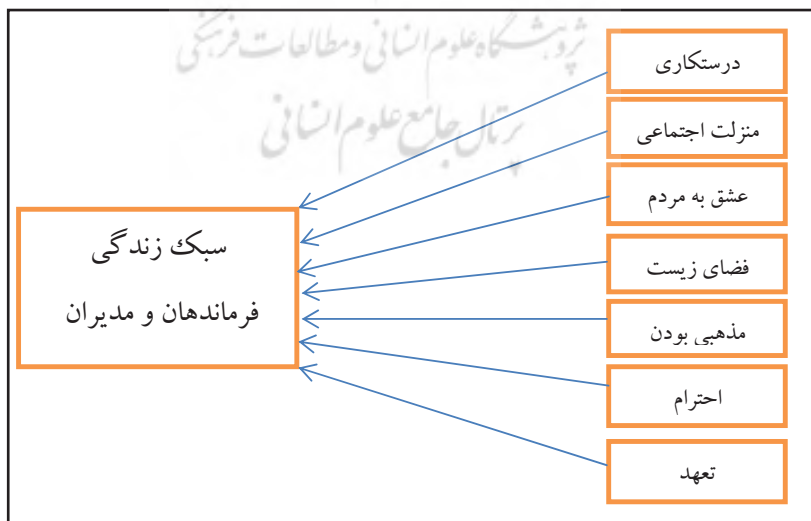 پژوهشگاه علوم انسانی و مطالعات فرهنگی
پرتال جامع علوم انسانی
درستکاری
منزلت اجتماعی
عشق به مردم
فضای زیست
مذهبی بودن
احترام
تعهد
سبک زندگی
فرماندهان و مدیران